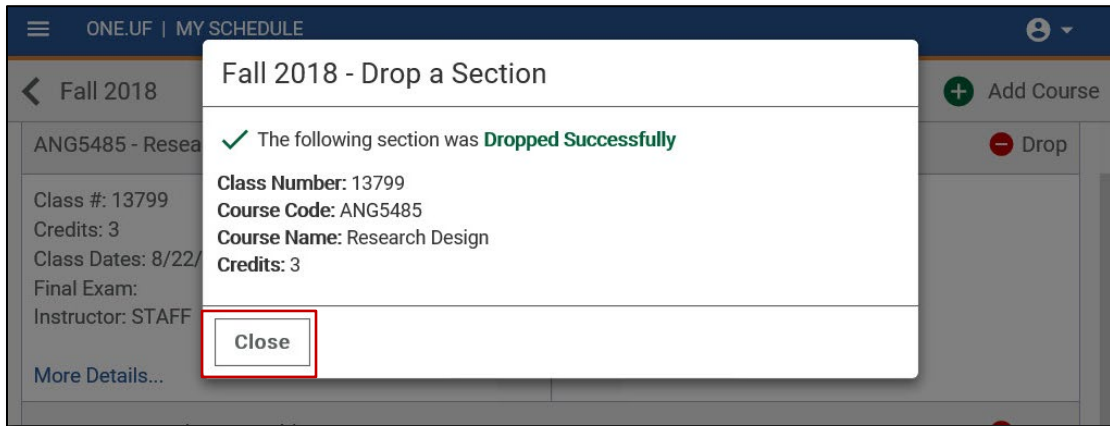 ONE.UF | MY SCHEDULE
Fall 2018
Add Course
Fall 2018 - Drop a Section
The following section was Dropped Successfully
Class Number: 13799
Course Code: ANG5485
Course Name: Research Design
Credits: 3
Close
ANG5485 - Resea
Drop
Class #: 13799
Credits: 3
Class Dates: 8/22/
Final Exam:
Instructor: STAFF
More Details...